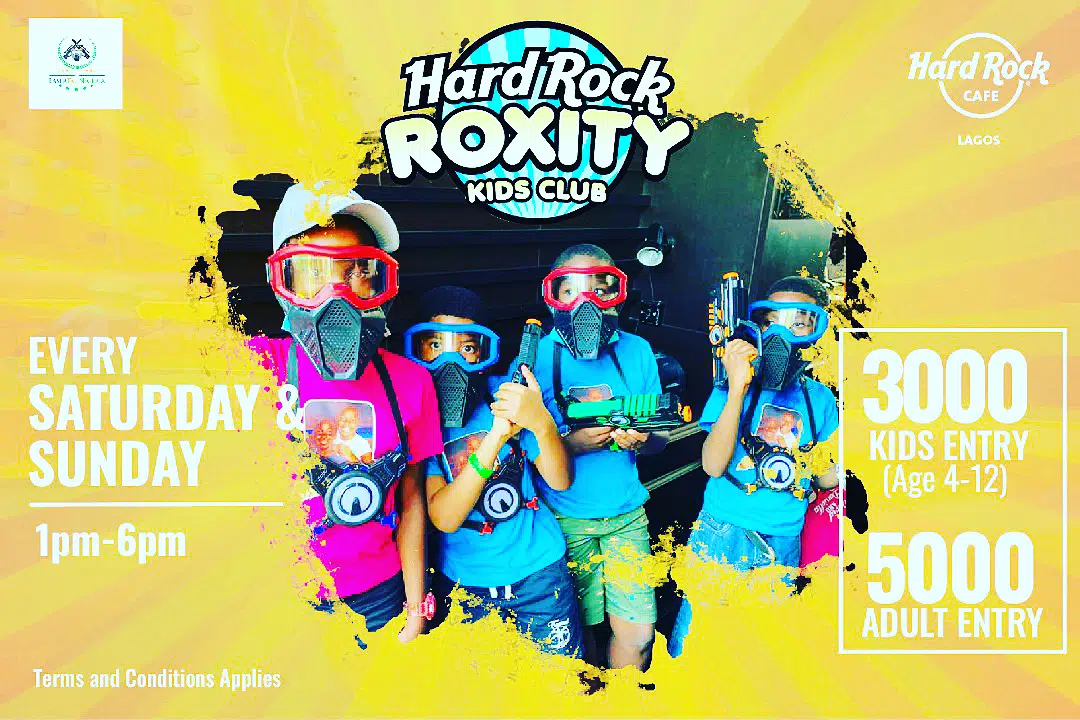 Hard Rock
ROXITY
KIDS CLUB
Hard Rock
CAFE
LAGOS
EVERY
SATURDAY &
SUNDAY
1pm-6pm
3000
KIDS ENTRY
(Age 4-12)
5000
ADULT ENTRY
Terms and Conditions Applies